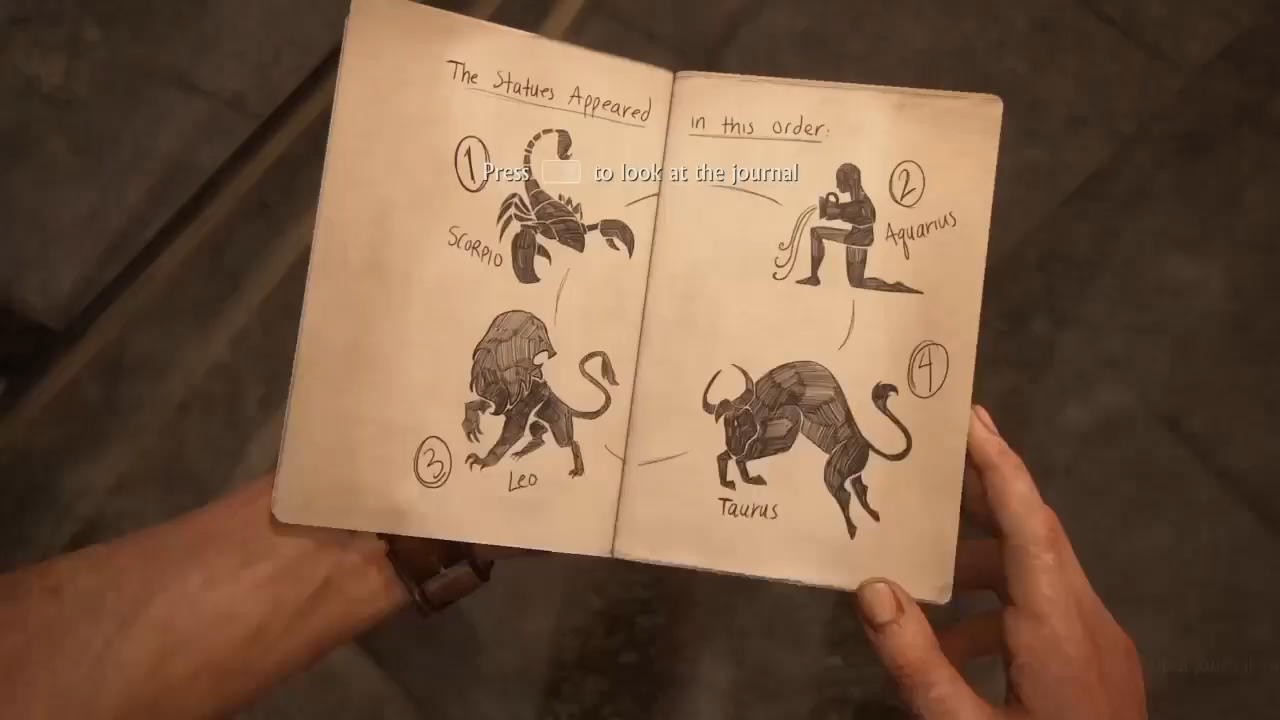 The Statues Appeared in this order:
1
Press to look at the journal
2
SCORPIO
Aquarius
3
Leo
4
Taurus